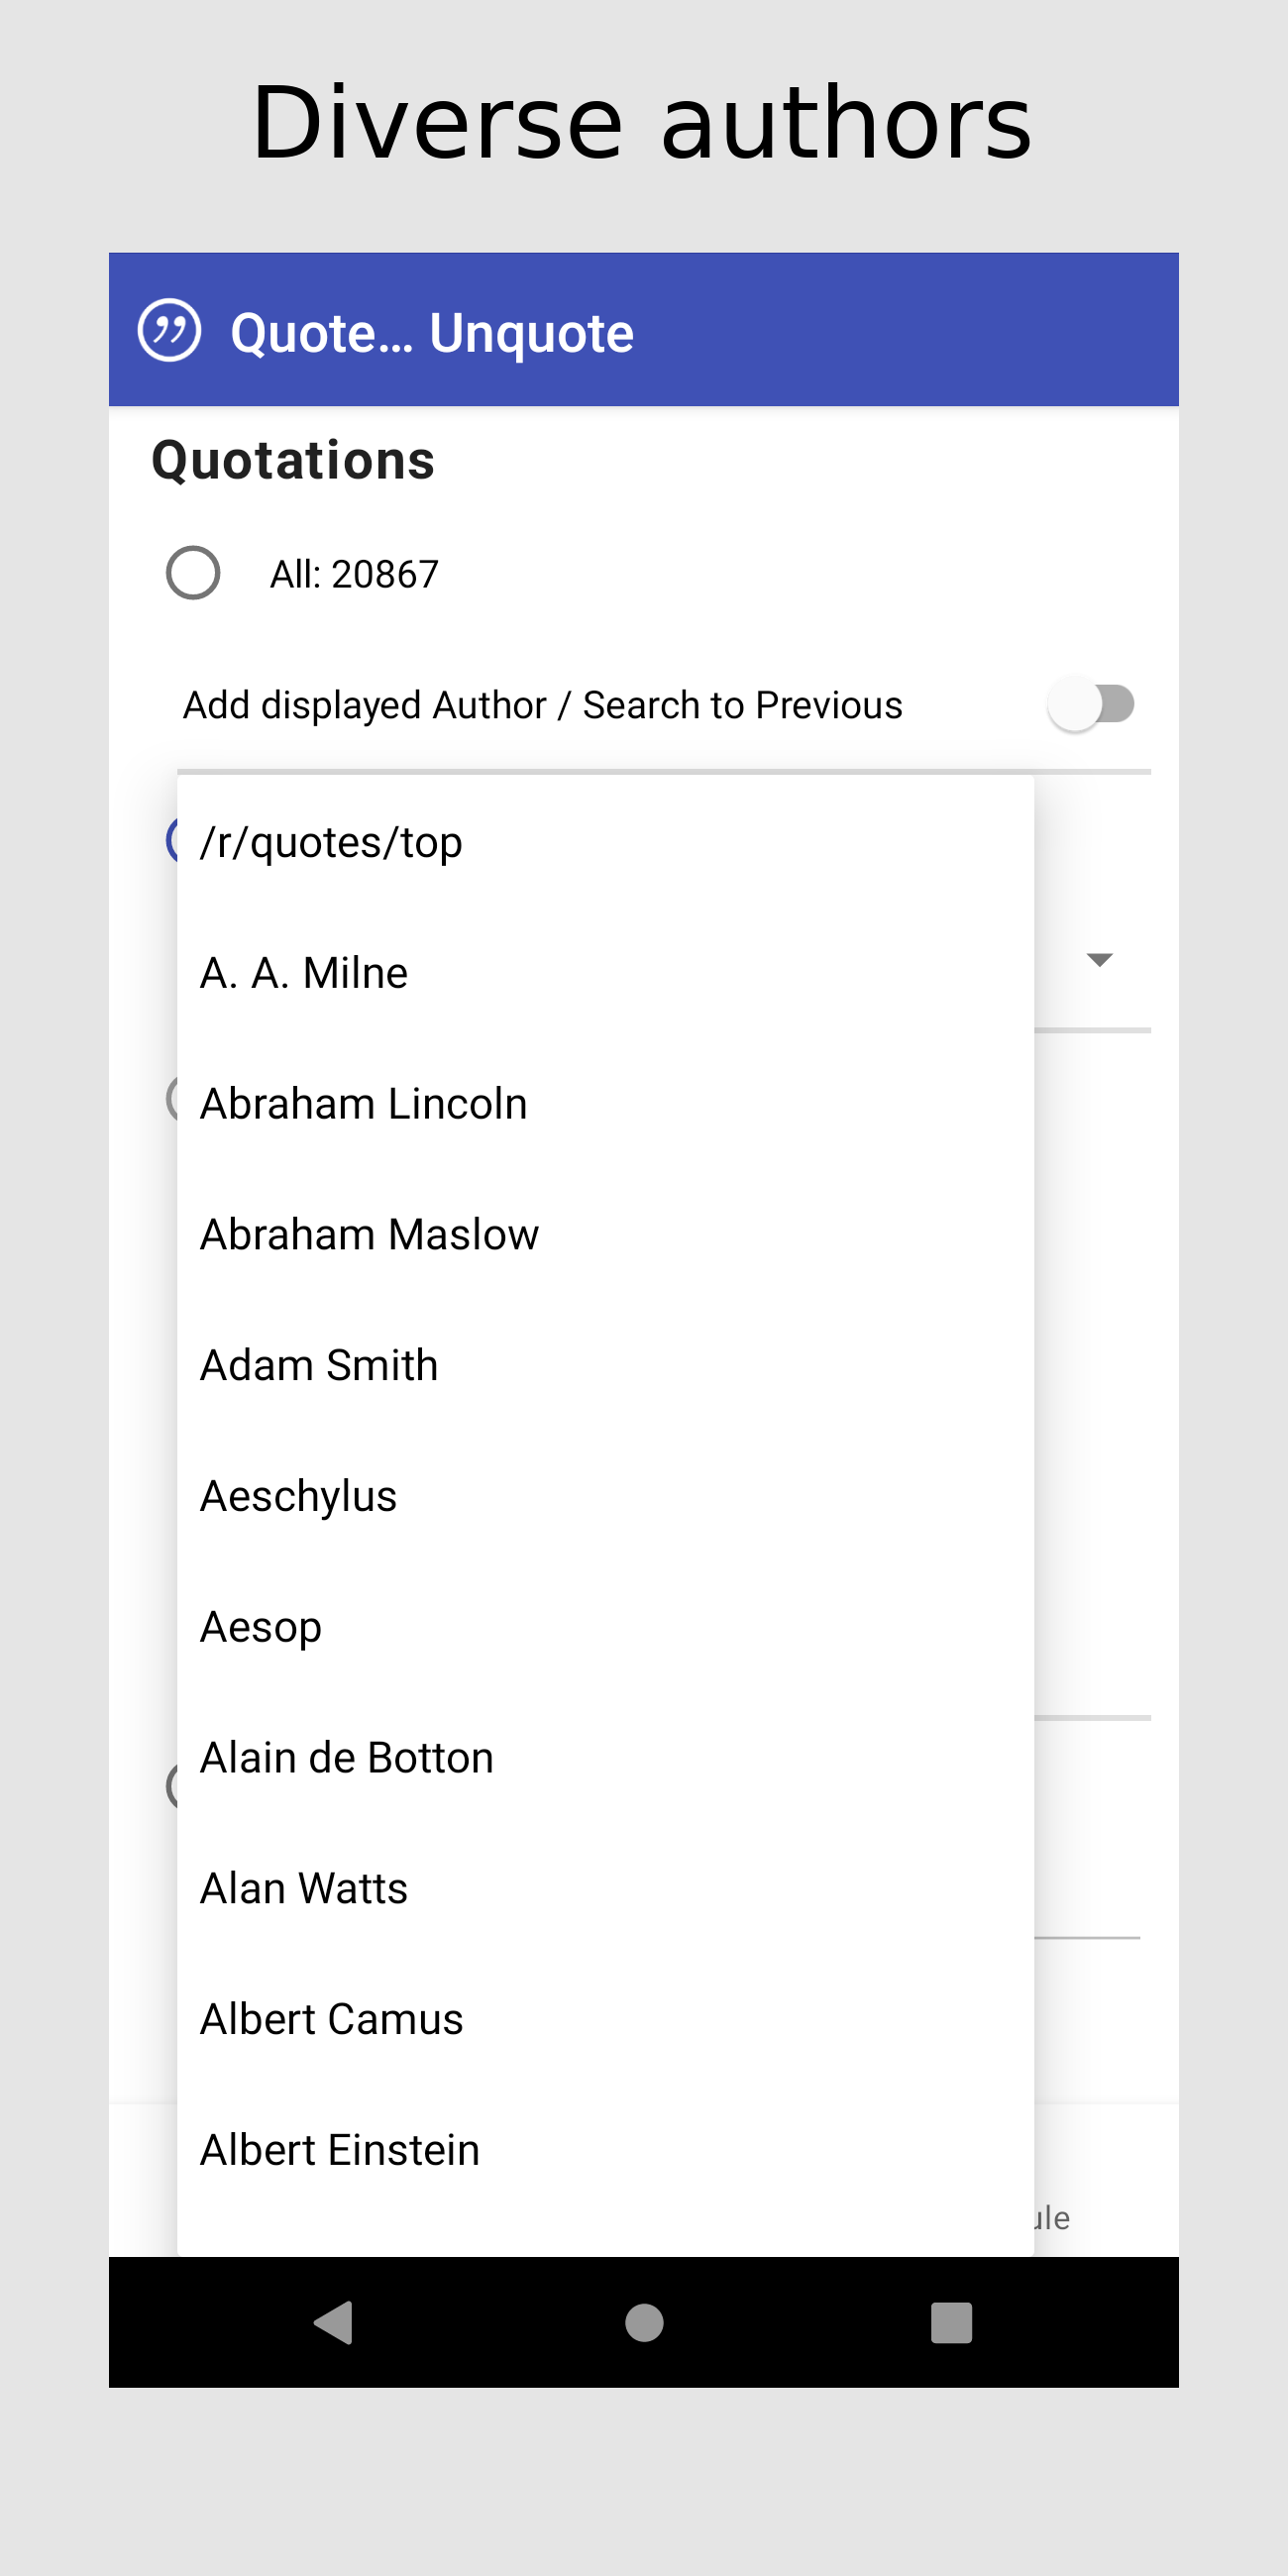 Diverse authors
Quote... Unquote
Quotations
All: 20867
Add displayed Author / Search to Previous
/r/quotes/top
A. A. Milne
Abraham Lincoln
Abraham Maslow
Adam Smith
Aeschylus
Aesop
Alain de Botton
Alan Watts
Albert Camus
Albert Einstein